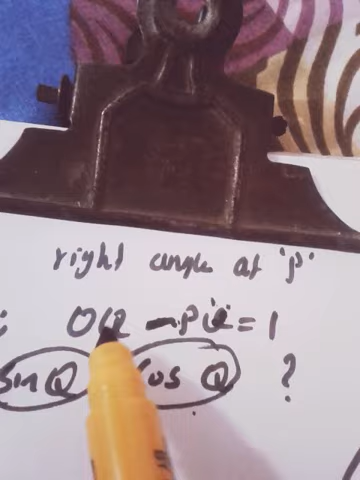 right angle at 'P'
: OQ - PQ = 1
sin Q cos Q ?